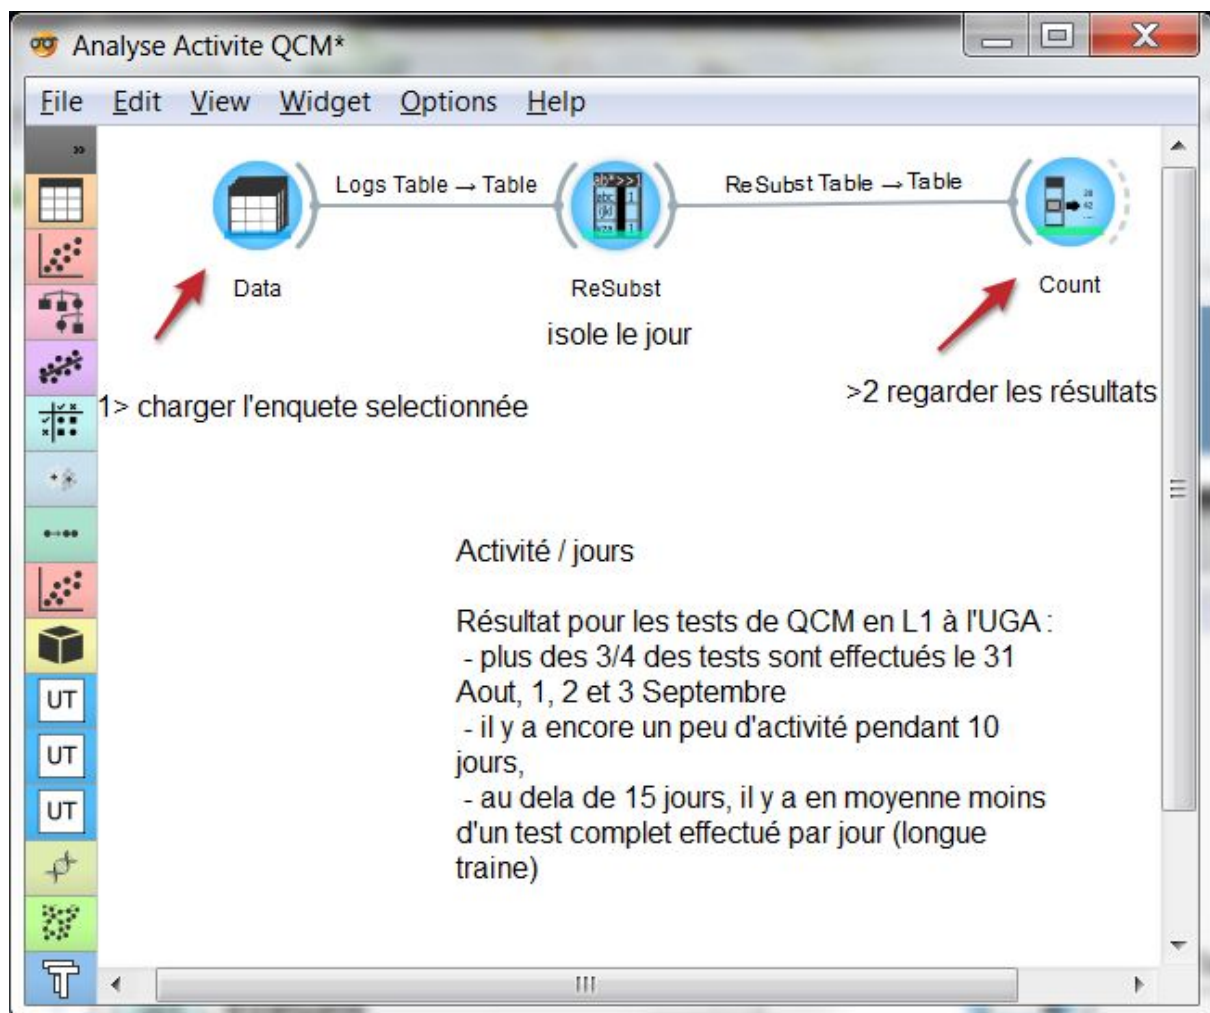 Analyse Activite QCM*
File Edit View Widget Options Help
»
Logs Table → Table
ReSubst Table → Table
Data
ReSubst
Count
isole le jour
1> charger l'enquete selectionnée
>2 regarder les résultats
UT
UT
UT
Activité / jours
Résultat pour les tests de QCM en L1 à l'UGA :
- plus des 3/4 des tests sont effectués le 31
Aout, 1, 2 et 3 Septembre
- il y a encore un peu d'activité pendant 10
jours,
- au dela de 15 jours, il y a en moyenne moins
d'un test complet effectué par jour (longue
traine)